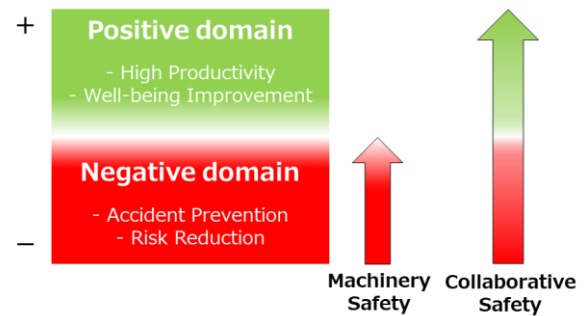 +
Positive domain
- High Productivity
- Well-being Improvement
Negative domain
- Accident Prevention
- Risk Reduction
–
Machinery
Safety
Collaborative
Safety